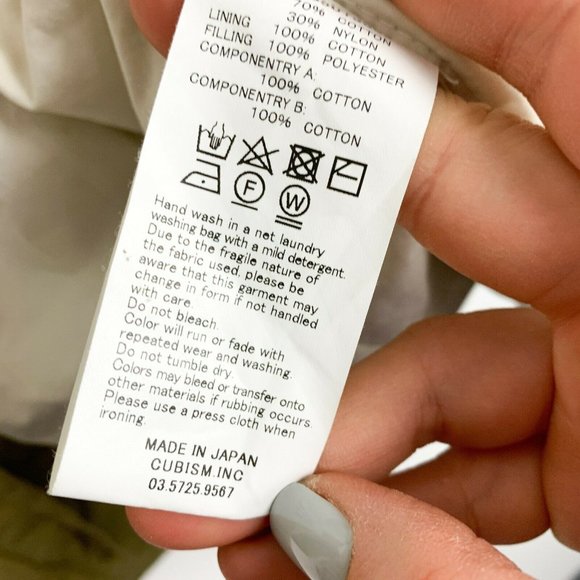 70% COTTON
30% NYLON
LINING 100% COTTON
FILLING 100% POLYESTER
COMPONENTRY A:
100% COTTON
COMPONENTRY B:
100% COTTON
F W
Hand wash in a net laundry
washing bag with a mild detergent.
Due to the fragile nature of
the fabric used, please be
aware that this garment may
change in form if not handled
with care.
Do not bleach.
Color will run or fade with
repeated wear and washing.
Do not tumble dry.
Colors may bleed or transfer onto
other materials if rubbing occurs.
Please use a press cloth when
ironing.
MADE IN JAPAN
CUBISM.INC
03.5725.9567